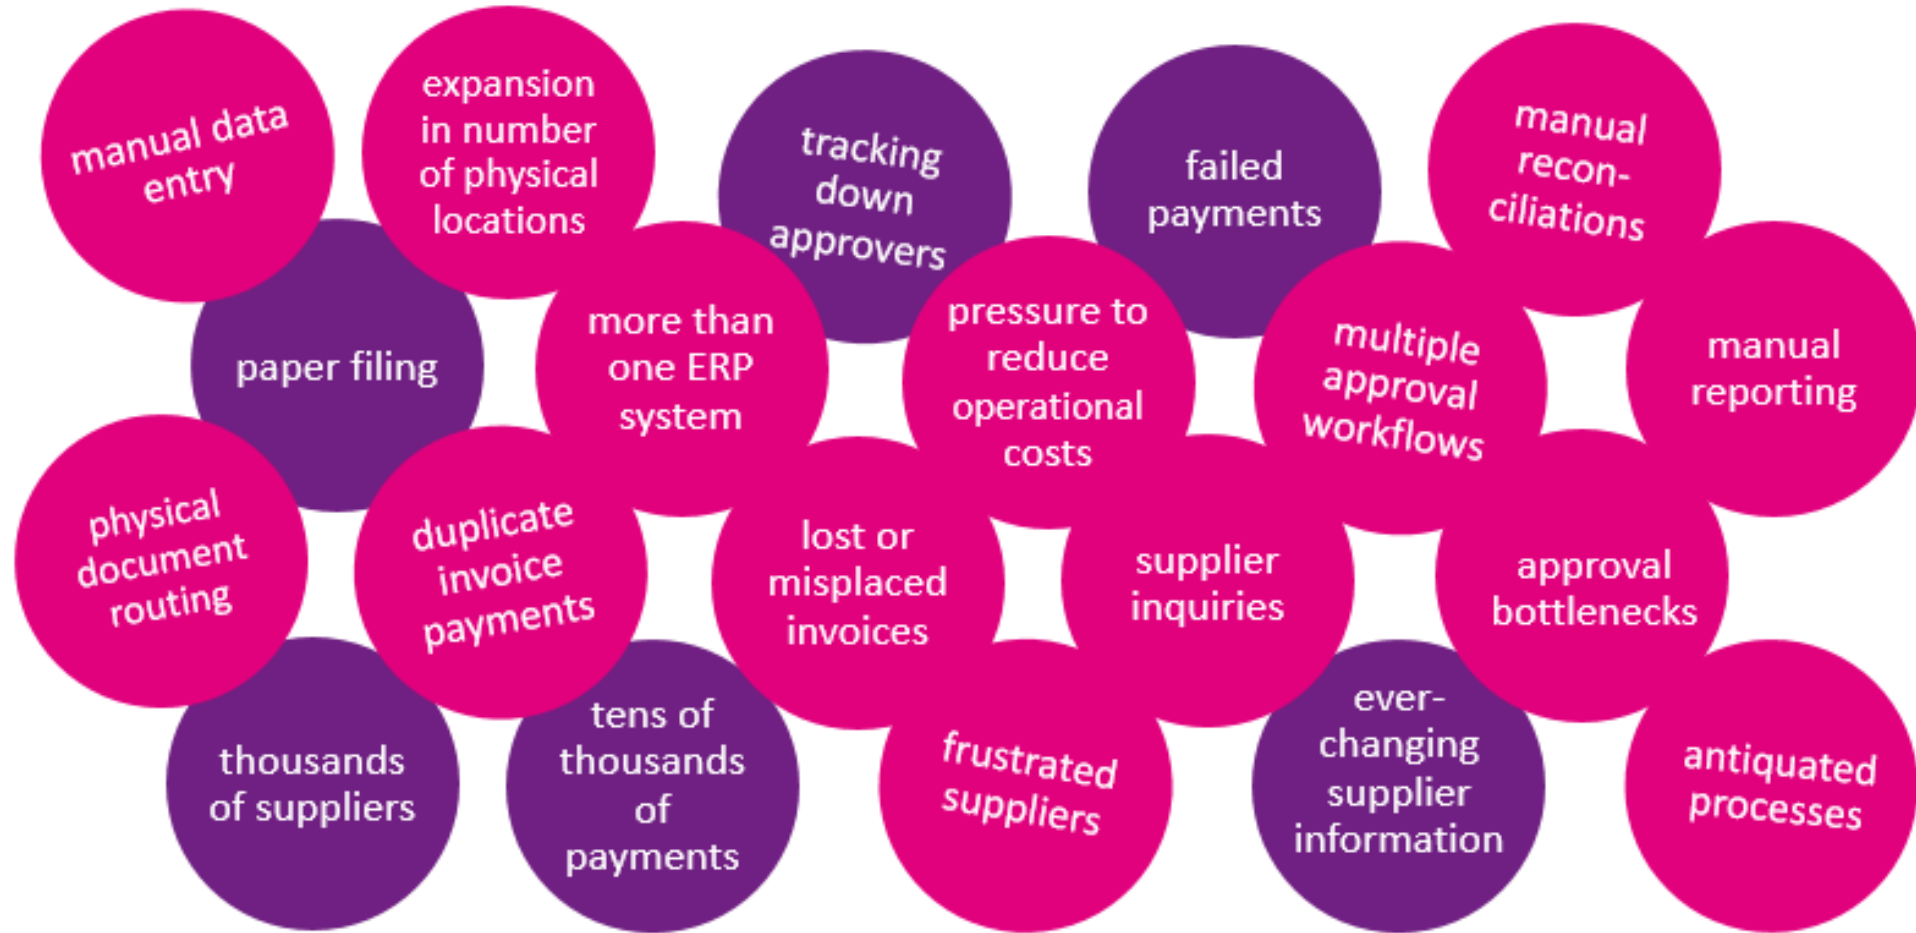 manual data
entry
expansion
in number
of physical
locations
tracking
down
approvers
failed
payments
manual
recon-
ciliations
paper filing
more than
one ERP
system
pressure to
reduce
operational
costs
multiple
approval
workflows
manual
reporting
physical
document
routing
duplicate
invoice
payments
lost or
misplaced
invoices
supplier
inquiries
approval
bottlenecks
thousands
of suppliers
tens of
thousands
of
payments
frustrated
suppliers
ever-
changing
supplier
information
antiquated
processes